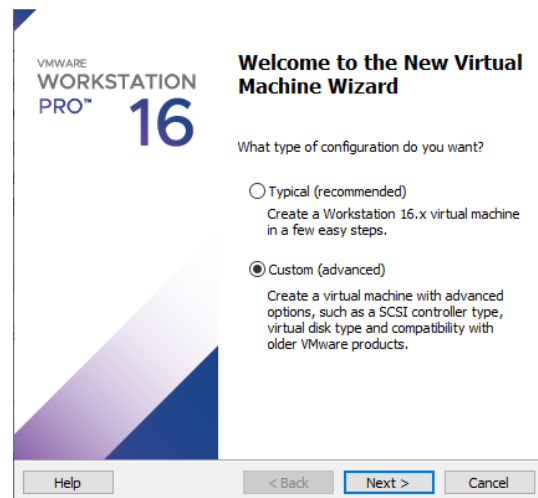 VMWARE
WORKSTATION
PRO™
16
Welcome to the New Virtual
Machine Wizard
What type of configuration do you want?
Typical (recommended)
Create a Workstation 16.x virtual machine
in a few easy steps.
Custom (advanced)
Create a virtual machine with advanced
options, such as a SCSI controller type,
virtual disk type and compatibility with
older VMware products.
Help
< Back
Next >
Cancel